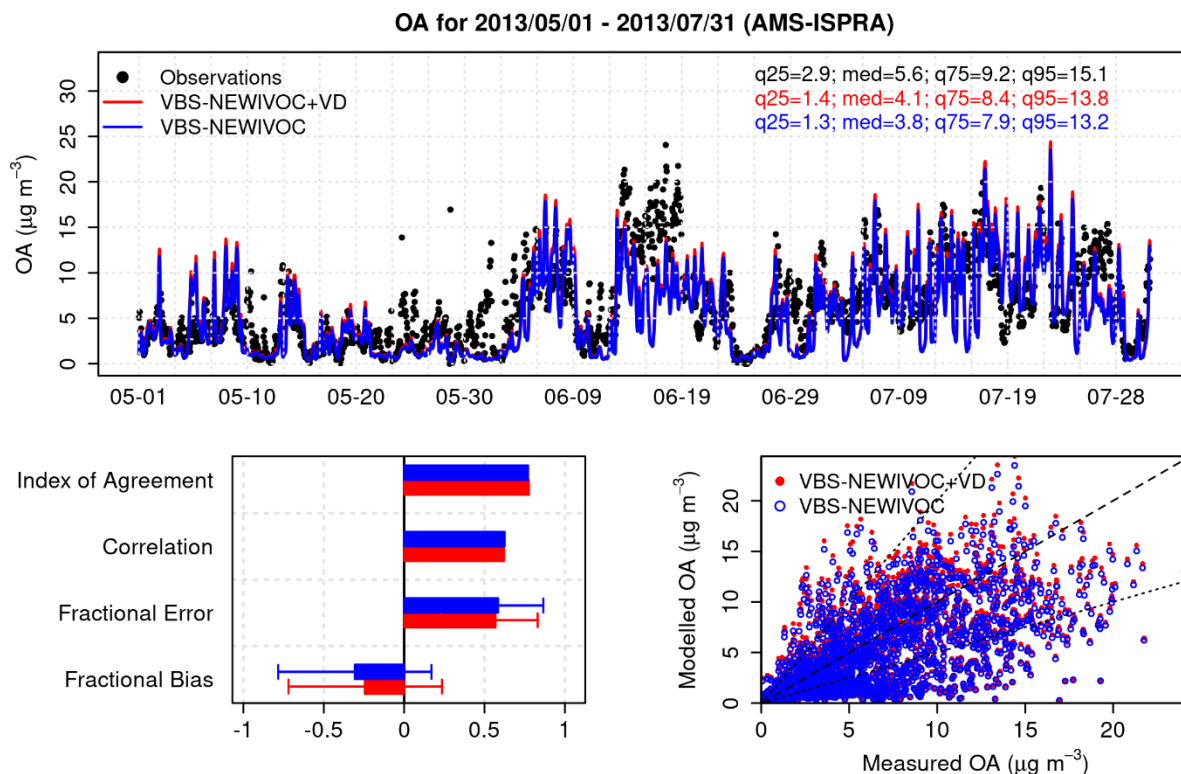 OA for 2013/05/01 - 2013/07/31 (AMS-ISPRA)
Observations
VBS-NEWIVOC+VD
VBS-NEWIVOC
q25=2.9; med=5.6; q75=9.2; q95=15.1
q25=1.4; med=4.1; q75=8.4; q95=13.8
q25=1.3; med=3.8; q75=7.9; q95=13.2
OA (μg m⁻³)
30
25
20
15
10
5
0
05-01 05-10 05-20 05-30 06-09 06-19 06-29 07-09 07-19 07-28
Index of Agreement
Correlation
Fractional Error
Fractional Bias
-1 -0.5 0 0.5 1
VBS-NEWIVOC+VD
VBS-NEWIVOC
Modelled OA (μg m⁻³)
20
15
10
5
0
0 5 10 15 20
Measured OA (μg m⁻³)